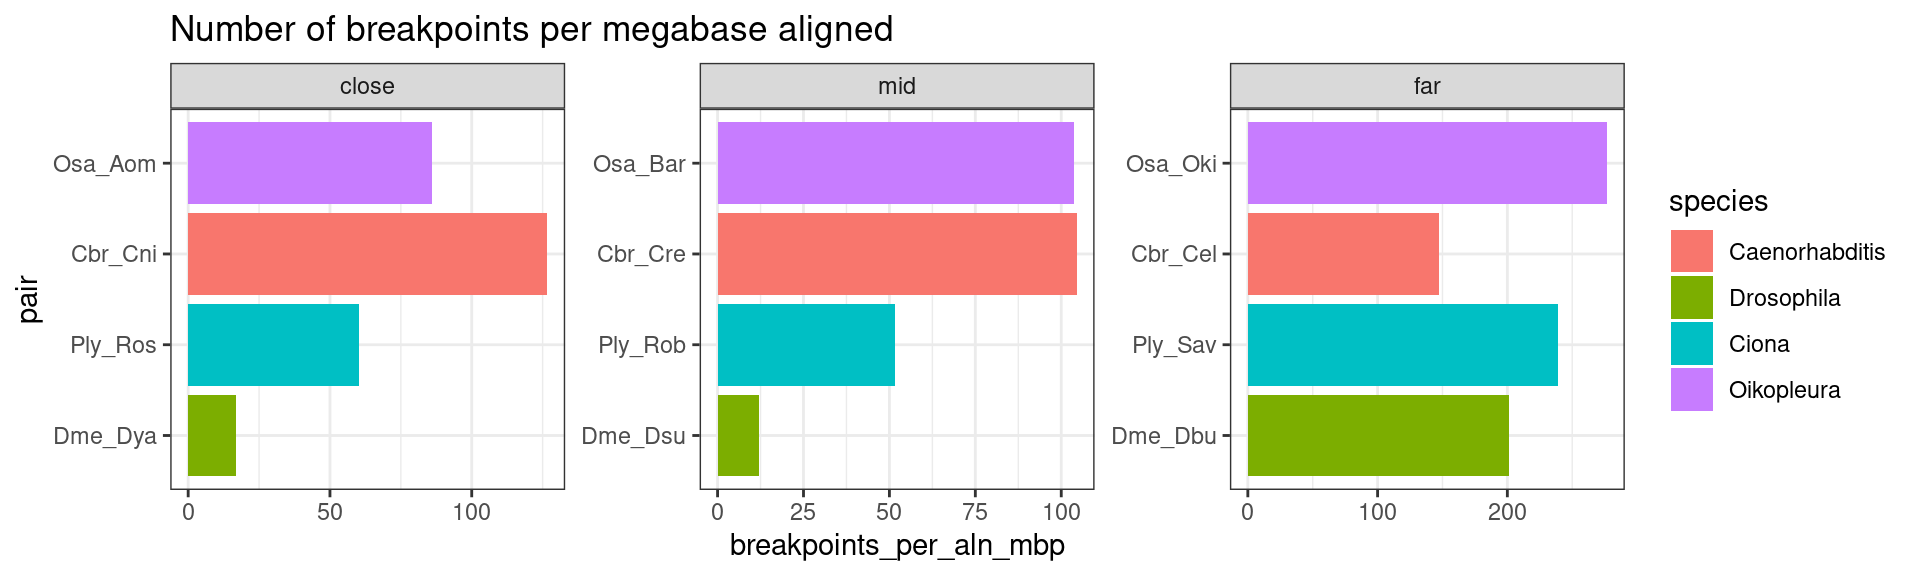 Number of breakpoints per megabase aligned
close
mid
far
pair
Osa_Aom
Cbr_Cni
Ply_Ros
Dme_Dya
0 50 100
Osa_Bar
Cbr_Cre
Ply_Rob
Dme_Dsu
0 25 50 75 100
Osa_Oki
Cbr_Cel
Ply_Sav
Dme_Dbu
0 100 200
breakpoints_per_aln_mbp
species
Caenorhabditis
Drosophila
Ciona
Oikopleura